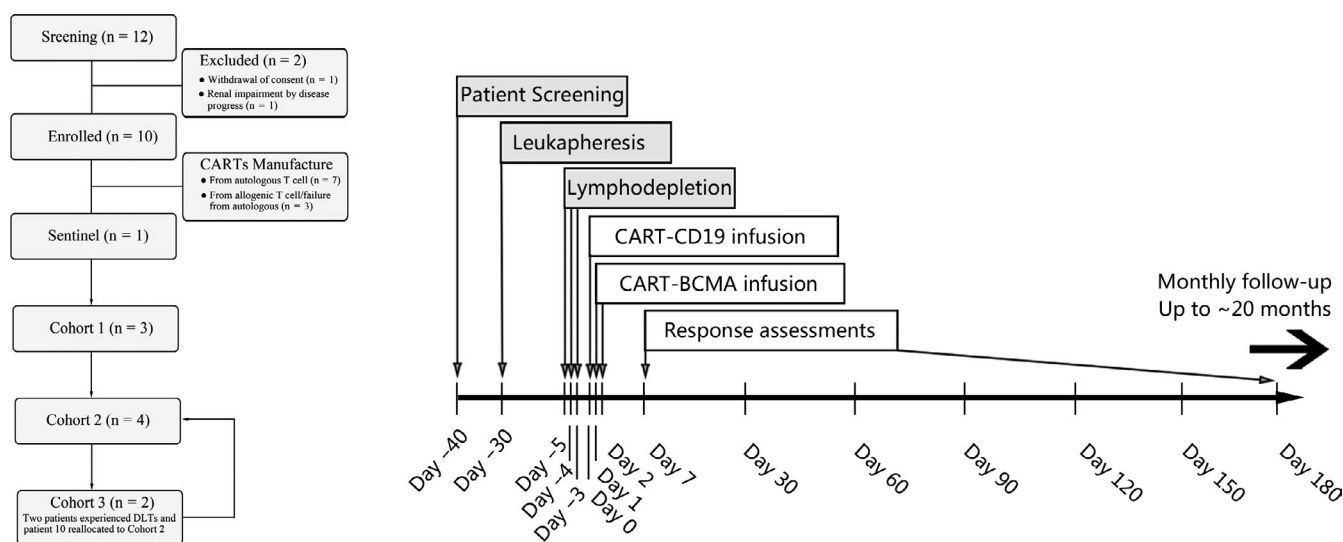 Sreening (n = 12)
Excluded (n = 2)
● Withdrawal of consent (n = 1)
● Renal impairment by disease
progress (n = 1)
Enrolled (n = 10)
CARTs Manufacture
● From autologous T cell (n = 7)
● From allogenic T cell/failure
from autologous (n = 3)
Sentinel (n = 1)
Cohort 1 (n = 3)
Cohort 2 (n = 4)
Cohort 3 (n = 2)
Two patients experienced DLTs and
patient 10 reallocated to Cohort 2
Patient Screening
Leukapheresis
Lymphodepletion
CART-CD19 infusion
CART-BCMA infusion
Response assessments
Monthly follow-up
Up to ~20 months
Day −40
Day −30
Day −5
Day −4
Day −3
Day 0
Day 1
Day 2
Day 7
Day 30
Day 60
Day 90
Day 120
Day 150
Day 180